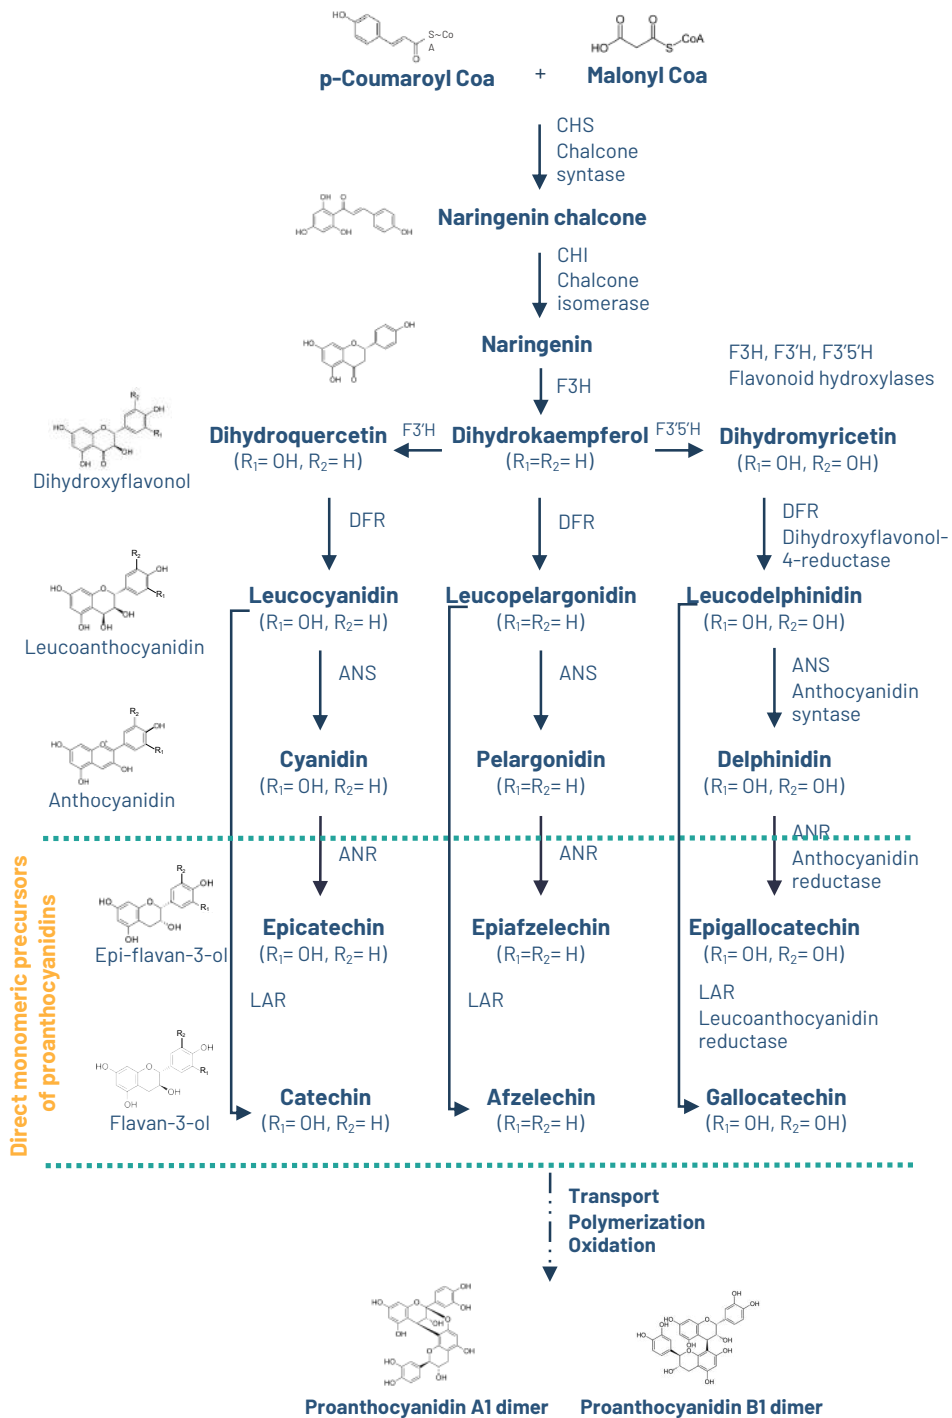 p-Coumaroyl Coa + Malonyl Coa
CHS
Chalcone
syntase
Naringenin chalcone
CHI
Chalcone
isomerase
Naringenin
F3H
F3H, F3'H, F3'5'H
Flavonoid hydroxylases
Dihydroxyflavonol
Dihydroquercetin
(R₁= OH, R₂= H)
F3'H
Dihydrokaempferol
(R₁=R₂= H)
F3'5'H
Dihydromyricetin
(R₁= OH, R₂= OH)
DFR
DFR
DFR
Dihydroxyflavonol-
4-reductase
Leucoanthocyanidin
Leucocyanidin
(R₁= OH, R₂= H)
Leucopelargonidin
(R₁=R₂= H)
Leucodelphinidin
(R₁= OH, R₂= OH)
ANS
ANS
ANS
Anthocyanidin
syntase
Anthocyanidin
Cyanidin
(R₁= OH, R₂= H)
Pelargonidin
(R₁=R₂= H)
Delphinidin
(R₁= OH, R₂= OH)
ANR
ANR
ANR
Anthocyanidin
reductase
Direct monomeric precursors
of proanthocyanidins
Epi-flavan-3-ol
Epicatechin
(R₁= OH, R₂= H)
Epiafzelechin
(R₁=R₂= H)
Epigallocatechin
(R₁= OH, R₂= OH)
LAR
LAR
LAR
Leucoanthocyanidin
reductase
Flavan-3-ol
Catechin
(R₁= OH, R₂= H)
Afzelechin
(R₁=R₂= H)
Gallocatechin
(R₁= OH, R₂= OH)
Transport
Polymerization
Oxidation
Proanthocyanidin A1 dimer
Proanthocyanidin B1 dimer